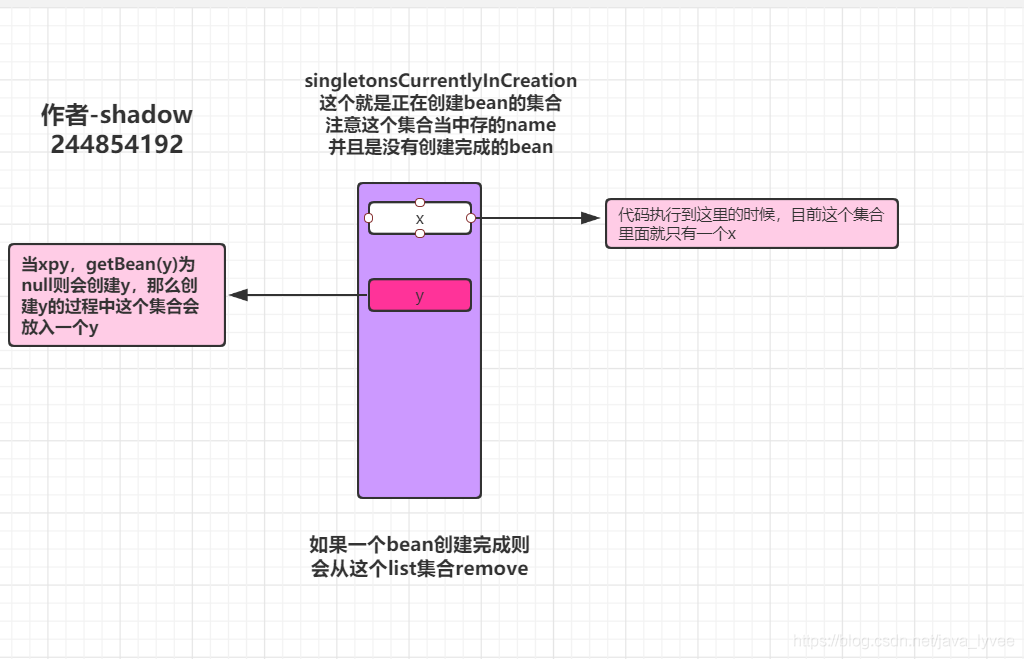 作者-shadow
244854192
singletonsCurrentlyInCreation
这个就是正在创建bean的集合
注意这个集合当中存的name
并且是没有创建完成的bean
x
代码执行到这里的时候，目前这个集合
里面就只有一个x
当xpy，getBean(y)为
null则会创建y，那么创
建y的过程中这个集合会
放入一个y
y
如果一个bean创建完成则
会从这个list集合remove
https://blog.csdn.net/java_lyvee